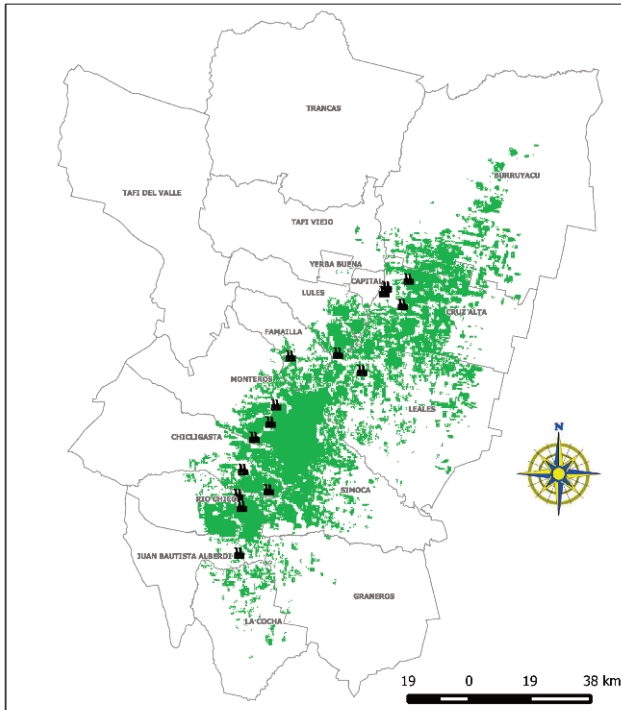 TRANCAS
BURRUYACU
TAFI DEL VALLE
TAFI VIEJO
YERBA BUENA
CAPITAL
LULES
CRUZ ALTA
FAMAILLA
MONTEROS
LEALES
CHICLIGASTA
N
SIMOCA
RIO CHICO
JUAN BAUTISTA ALBERDI
GRANEROS
LA COCHA
19 0 19 38 km